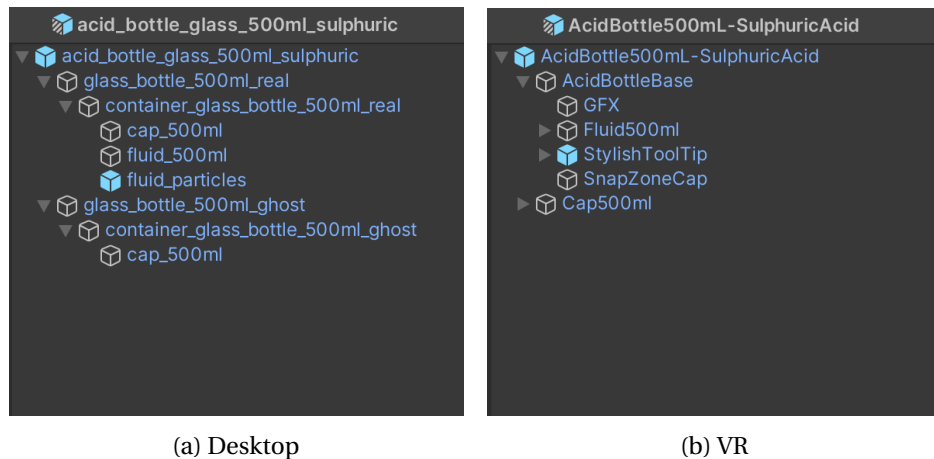 acid_bottle_glass_500ml_sulphuric
acid_bottle_glass_500ml_sulphuric
glass_bottle_500ml_real
container_glass_bottle_500ml_real
cap_500ml
fluid_500ml
fluid_particles
glass_bottle_500ml_ghost
container_glass_bottle_500ml_ghost
cap_500ml
(a) Desktop
AcidBottle500mL-SulphuricAcid
AcidBottle500mL-SulphuricAcid
AcidBottleBase
GFX
Fluid500ml
StylishToolTip
SnapZoneCap
Cap500ml
(b) VR